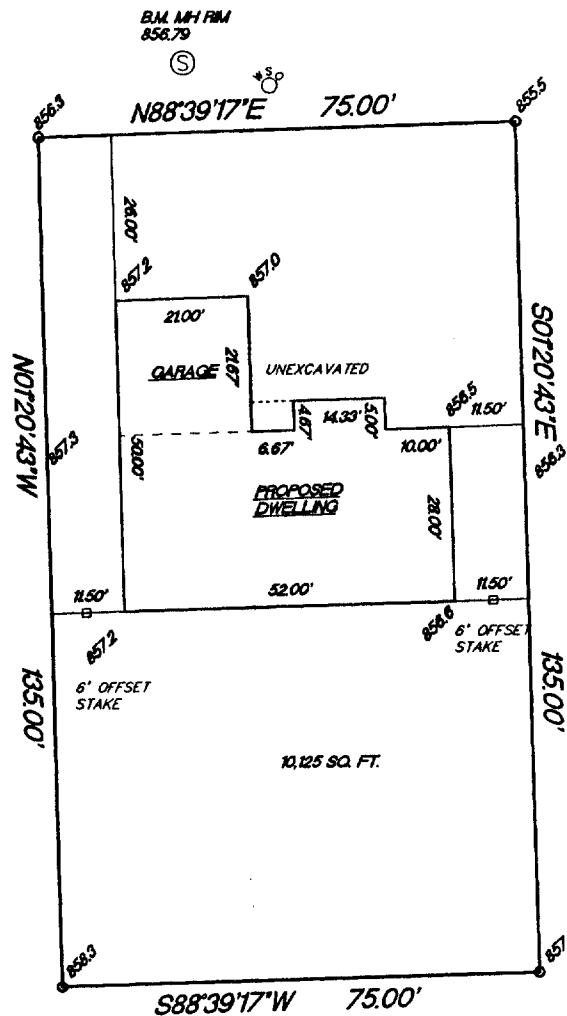 B.M. MH RIM
856.79
S
W S O
N88°39'17"E 75.00'
856.3
855.5
26.00'
857.2
857.0
21.00'
GARAGE
21.67'
UNEXCAVATED
N01°20'43"W
S01°20'43"E
857.3
856.5
11.50'
4.67'
14.33'
5.00'
6.67'
10.00'
50.00'
856.3
PROPOSED
DWELLING
28.00'
11.50'
52.00'
11.50'
857.2
856.6
6' OFFSET
STAKE
6' OFFSET
STAKE
135.00'
135.00'
10,125 SQ. FT.
858.3
857
S88°39'17"W 75.00'